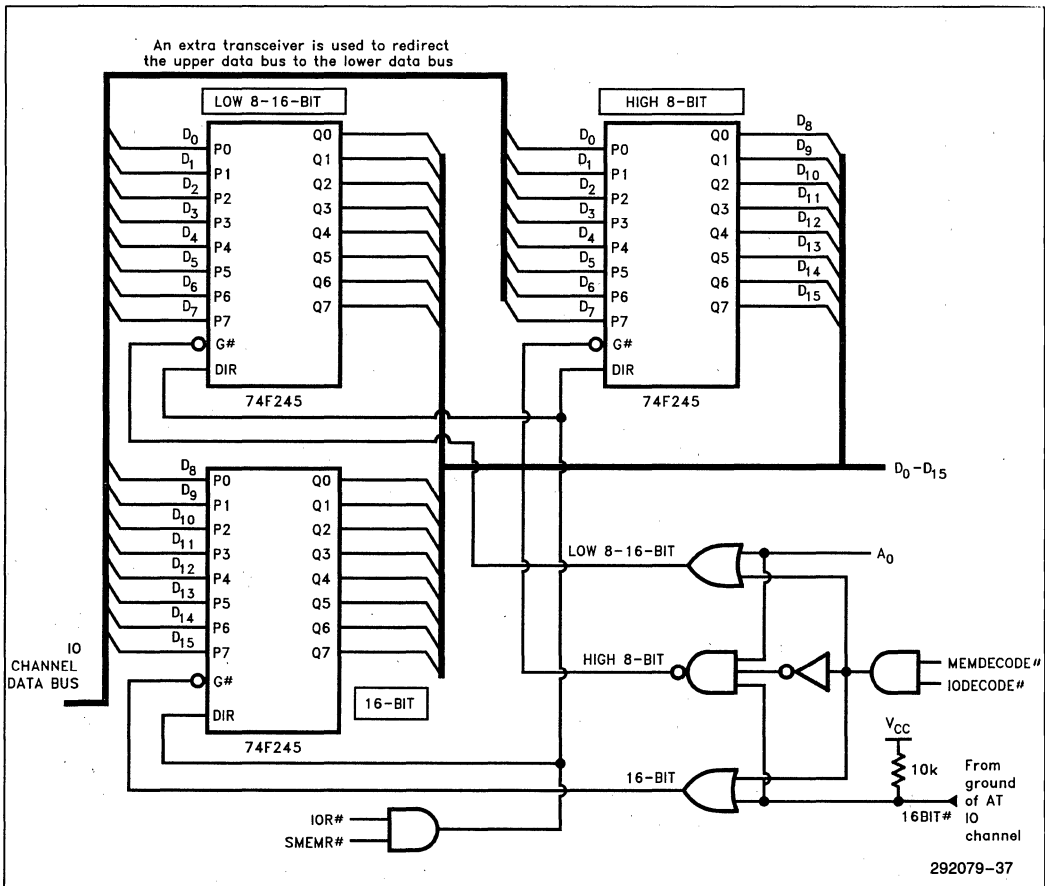 An extra transceiver is used to redirect
the upper data bus to the lower data bus
LOW 8-16-BIT
D0
D1
D2
D3
D4
D5
D6
D7
P0
P1
P2
P3
P4
P5
P6
P7
G#
DIR
Q0
Q1
Q2
Q3
Q4
Q5
Q6
Q7
74F245
HIGH 8-BIT
D0
D1
D2
D3
D4
D5
D6
D7
P0
P1
P2
P3
P4
P5
P6
P7
G#
DIR
Q0
Q1
Q2
Q3
Q4
Q5
Q6
Q7
D8
D9
D10
D11
D12
D13
D14
D15
74F245
D8
D9
D10
D11
D12
D13
D14
D15
P0
P1
P2
P3
P4
P5
P6
P7
G#
DIR
Q0
Q1
Q2
Q3
Q4
Q5
Q6
Q7
16-BIT
74F245
IO
CHANNEL
DATA BUS
D0-D15
LOW 8-16-BIT
A0
HIGH 8-BIT
MEMDECODE#
IODECODE#
VCC
10k
16-BIT
16BIT#
From
ground
of AT
IO
channel
IOR#
SMEMR#
292079-37